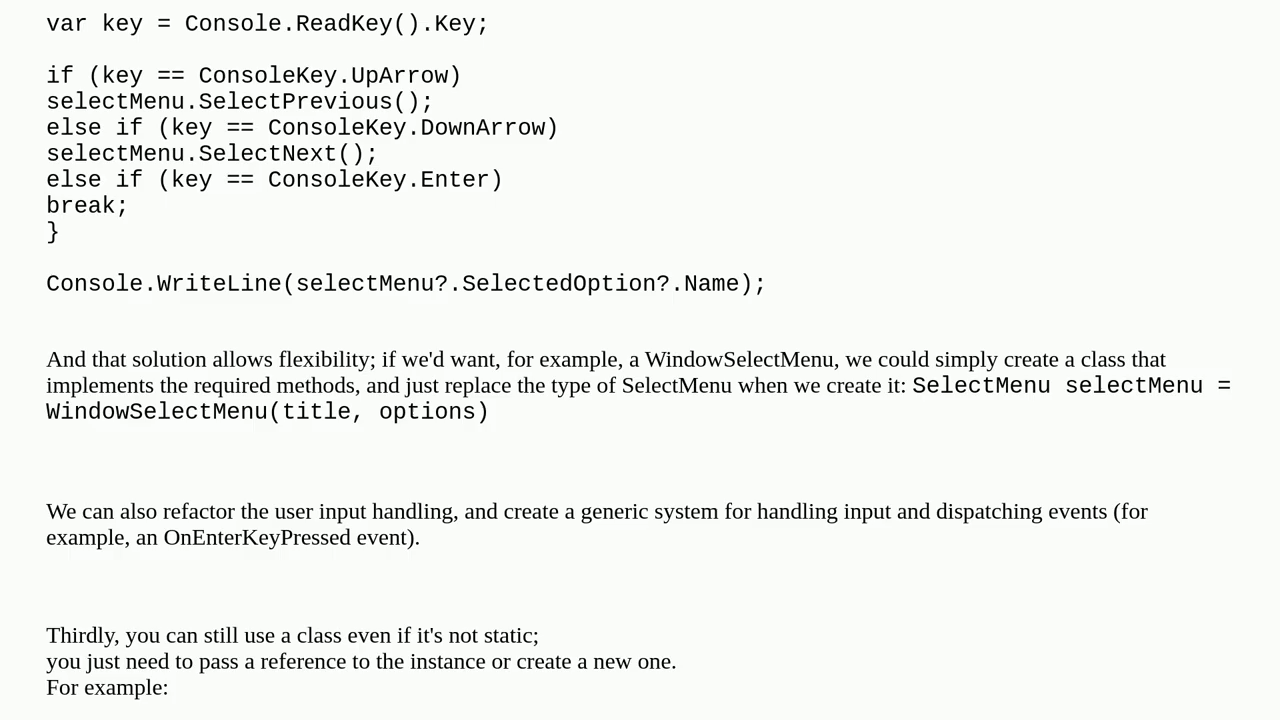 var key = Console.ReadKey().Key;
if (key == ConsoleKey.UpArrow)
selectMenu.SelectPrevious();
else if (key == ConsoleKey.DownArrow)
selectMenu.SelectNext();
else if (key == ConsoleKey.Enter)
break;
}
Console.WriteLine(selectMenu?.SelectedOption?.Name);
And that solution allows flexibility; if we'd want, for example, a WindowSelectMenu, we could simply create a class that
implements the required methods, and just replace the type of SelectMenu when we create it: SelectMenu selectMenu =
WindowSelectMenu(title, options)
We can also refactor the user input handling, and create a generic system for handling input and dispatching events (for
example, an OnEnterKeyPressed event).
Thirdly, you can still use a class even if it's not static;
you just need to pass a reference to the instance or create a new one.
For example: